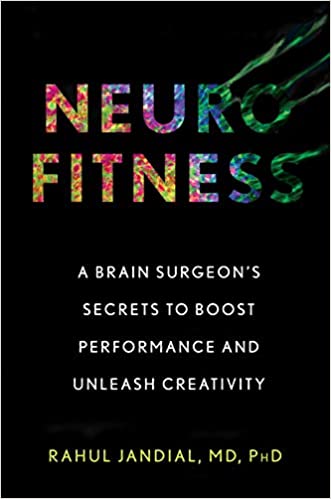 NEURO
FITNESS
A BRAIN SURGEON'S
SECRETS TO BOOST
PERFORMANCE AND
UNLEASH CREATIVITY
RAHUL JANDIAL, MD, PhD